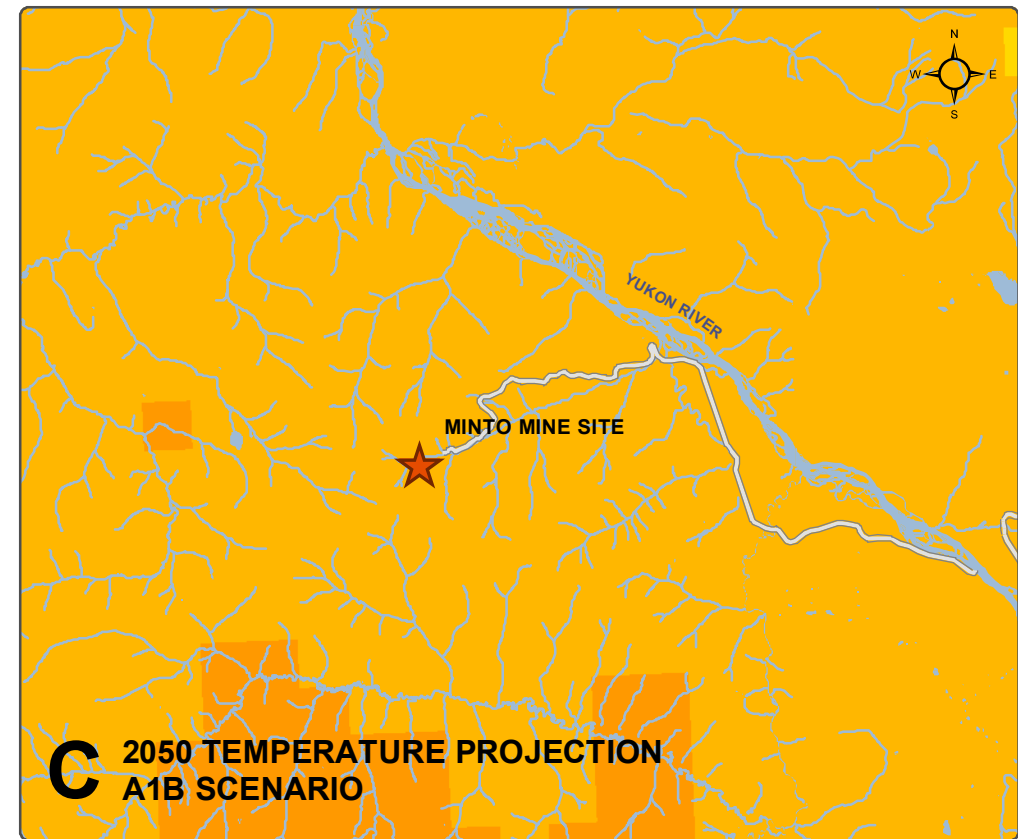 N
W E
S
YUKON RIVER
MINTO MINE SITE
C 2050 TEMPERATURE PROJECTION
A1B SCENARIO